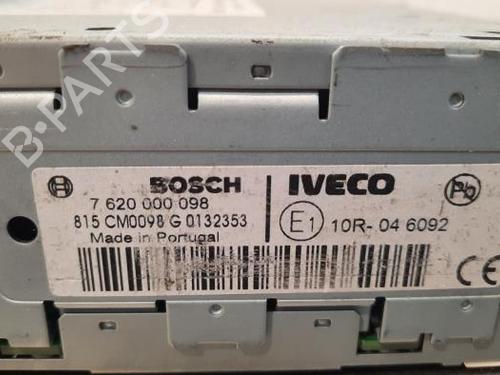 B-PARTS
BOSCH
IVECO
Pb
7 620 000 098
815 CM0098 G 0132353
E1
10R- 04 6092
Made in Portugal
CE